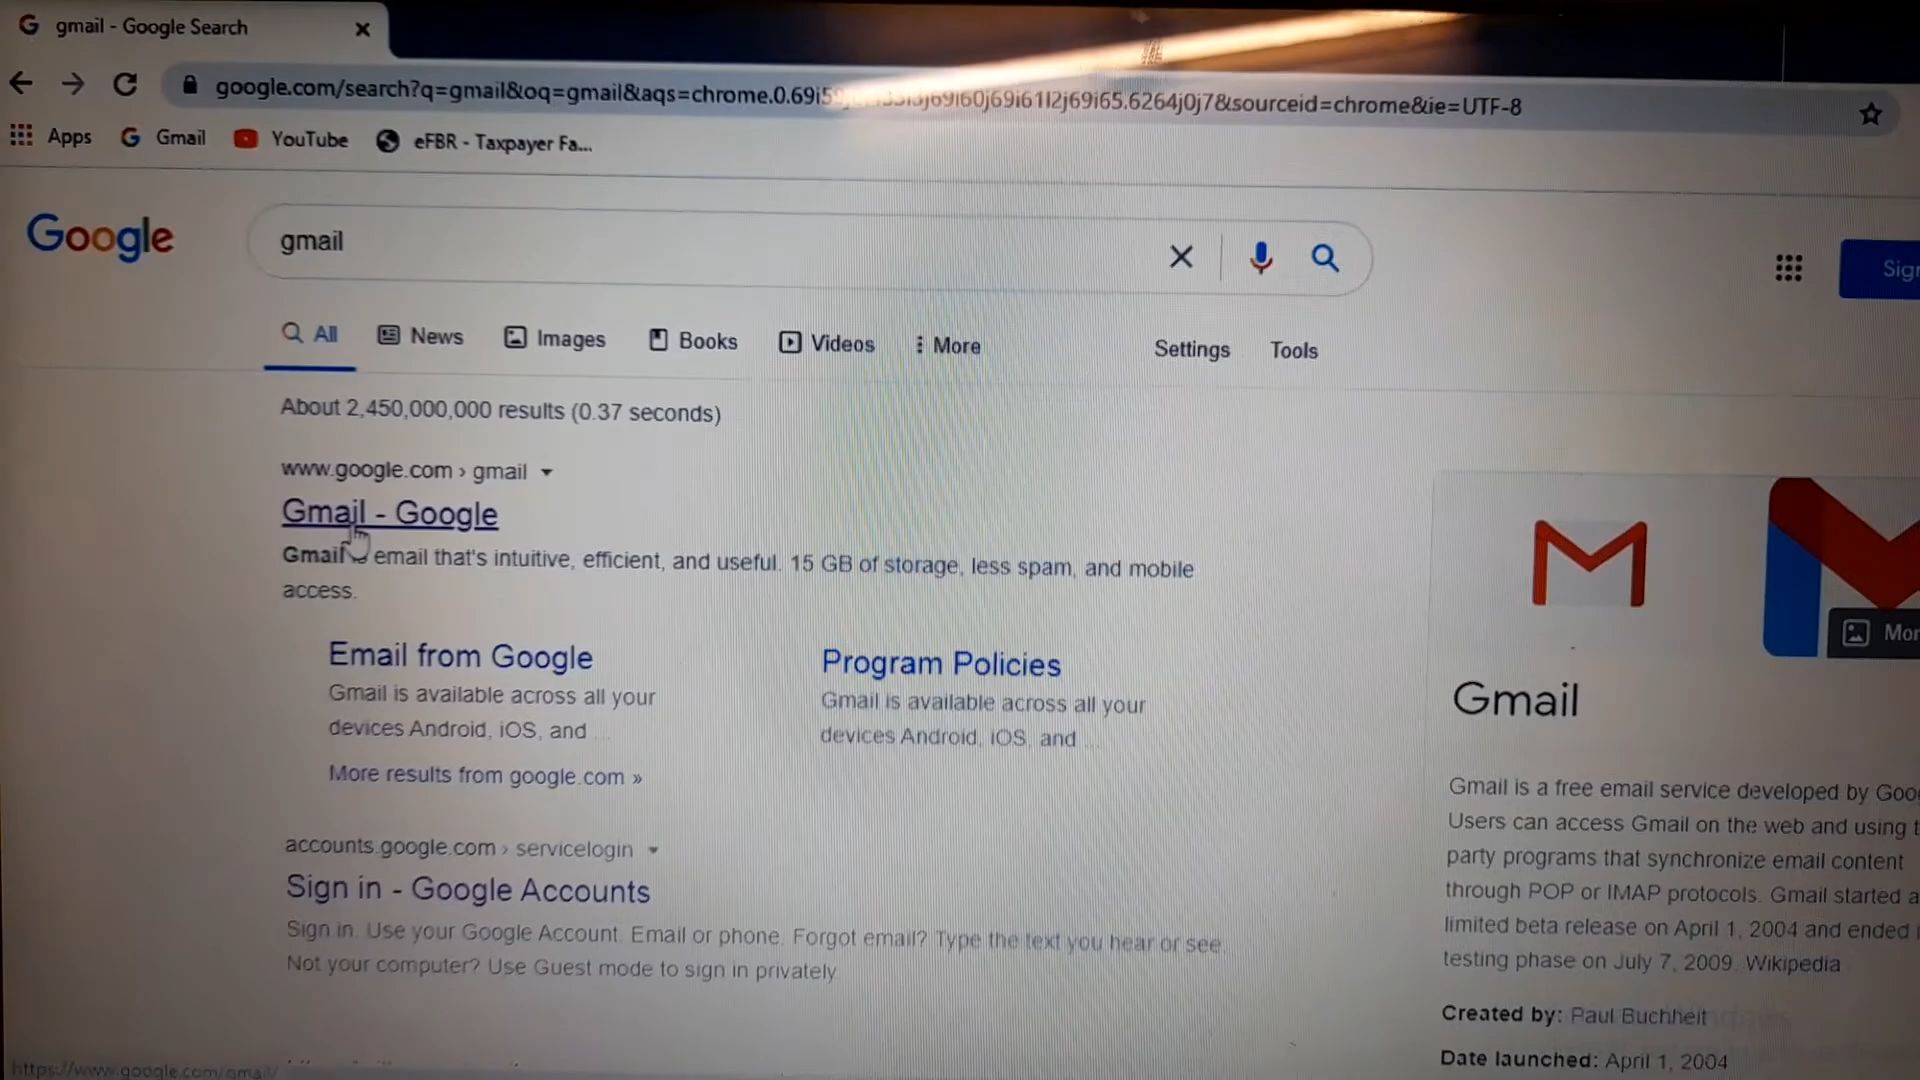 gmail - Google Search
google.com/search?q=gmail&oq=gmail&aqs=chrome.0.69i5 j69i60j69i61l2j69i65.6264j0j7&sourceid=chrome&ie=UTF-8
Apps Gmail YouTube eFBR - Taxpayer Fa...
Google gmail
Sig
All News Images Books Videos More Settings Tools
About 2,450,000,000 results (0.37 seconds)
www.google.com › gmail
Gmail - Google
Gmail email that's intuitive, efficient, and useful. 15 GB of storage, less spam, and mobile
access.
Email from Google
Gmail is available across all your
devices Android, iOS, and ...
Program Policies
Gmail is available across all your
devices Android, iOS, and ...
More results from google.com »
accounts.google.com › servicelogin
Sign in - Google Accounts
Sign in. Use your Google Account. Email or phone. Forgot email? Type the text you hear or see.
Not your computer? Use Guest mode to sign in privately
Mor
Gmail
Gmail is a free email service developed by Goo
Users can access Gmail on the web and using t
party programs that synchronize email content
through POP or IMAP protocols. Gmail started a
limited beta release on April 1, 2004 and ended i
testing phase on July 7, 2009. Wikipedia
Created by: Paul Buchheit
Date launched: April 1, 2004
https://www.google.com/gmail/